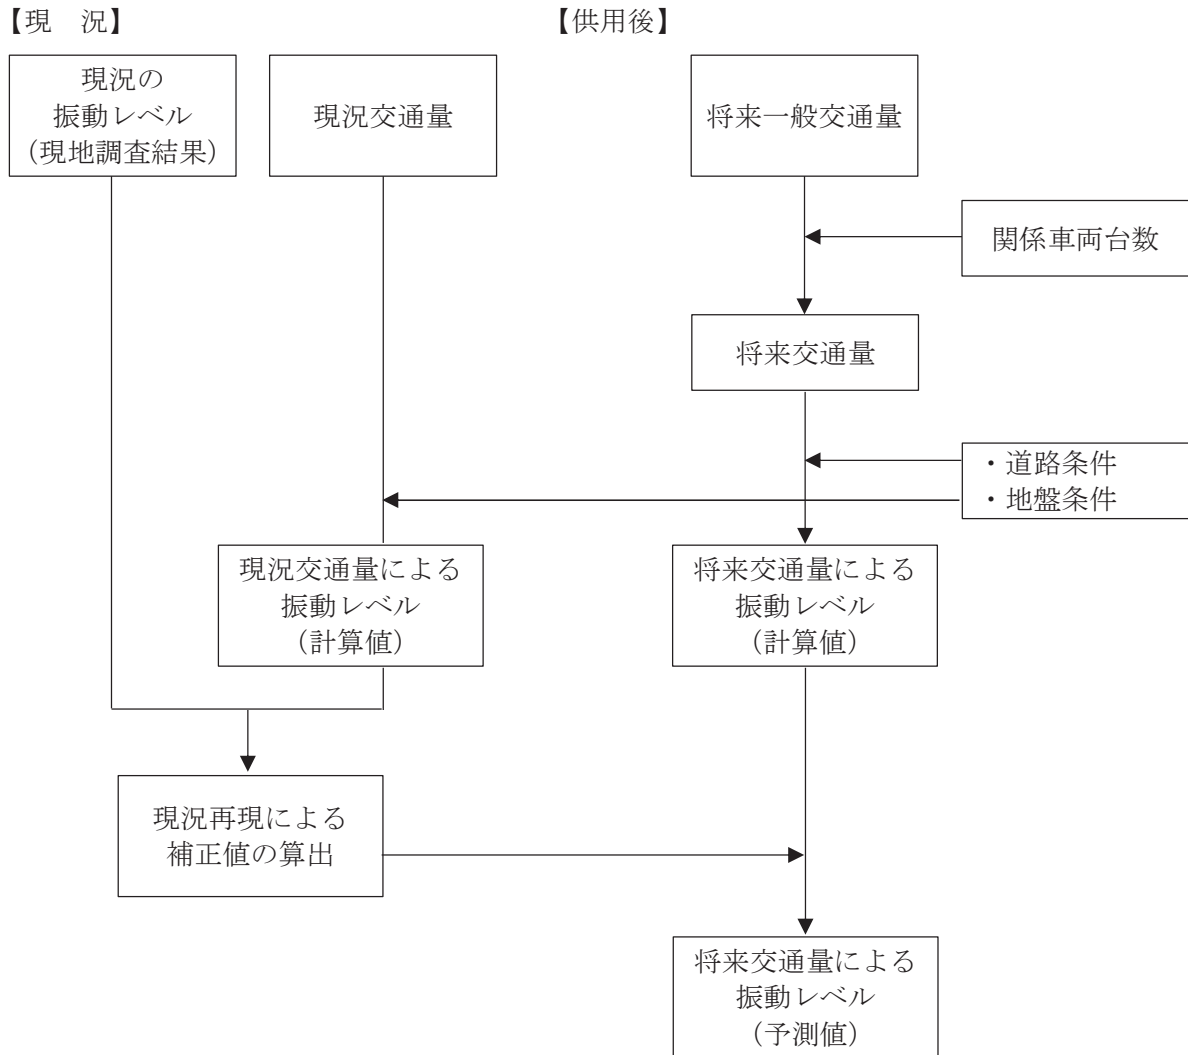 【現　況】
【供用後】
現況の
振動レベル
（現地調査結果）
現況交通量
将来一般交通量
関係車両台数
将来交通量
・道路条件
・地盤条件
現況交通量による
振動レベル
（計算値）
将来交通量による
振動レベル
（計算値）
現況再現による
補正値の算出
将来交通量による
振動レベル
（予測値）